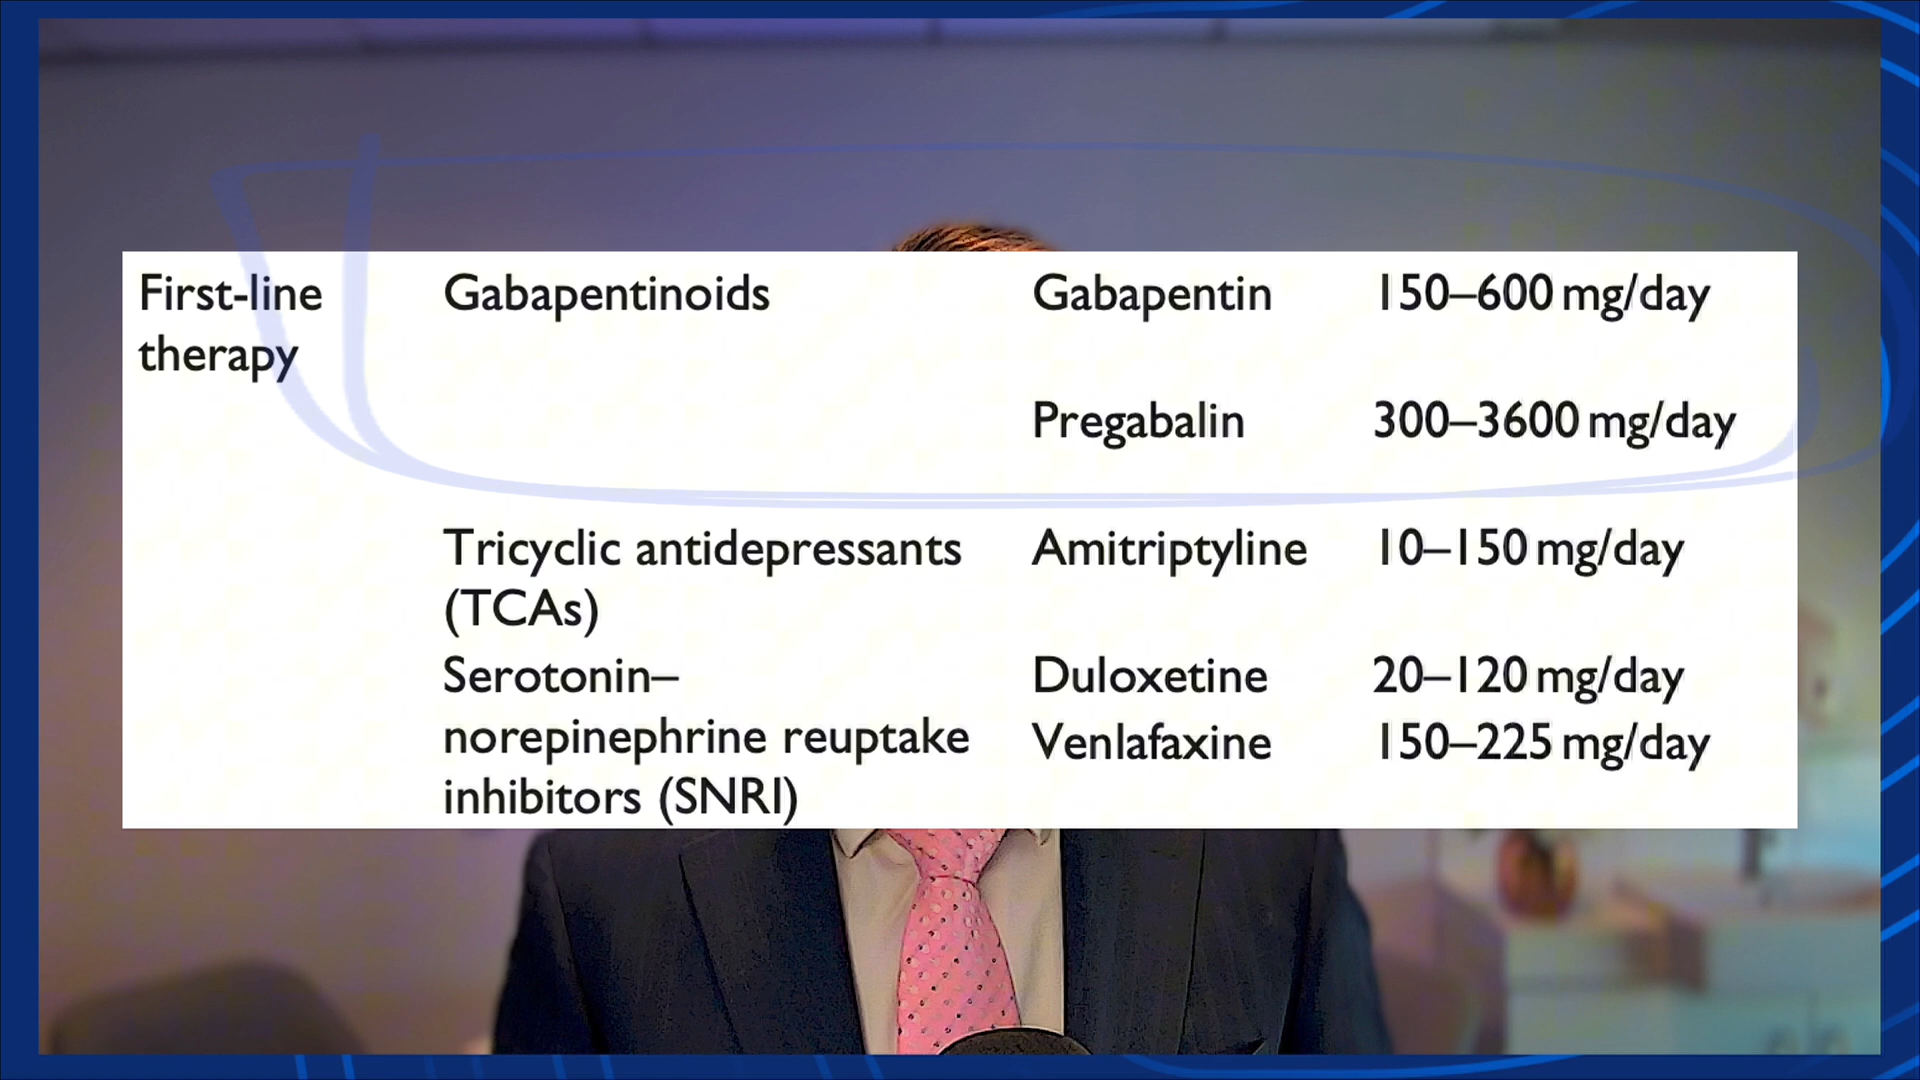 First-line Gabapentinoids Gabapentin 150–600 mg/day
therapy
Pregabalin 300–3600 mg/day
Tricyclic antidepressants Amitriptyline 10–150 mg/day
(TCAs)
Serotonin– Duloxetine 20–120 mg/day
norepinephrine reuptake Venlafaxine 150–225 mg/day
inhibitors (SNRI)